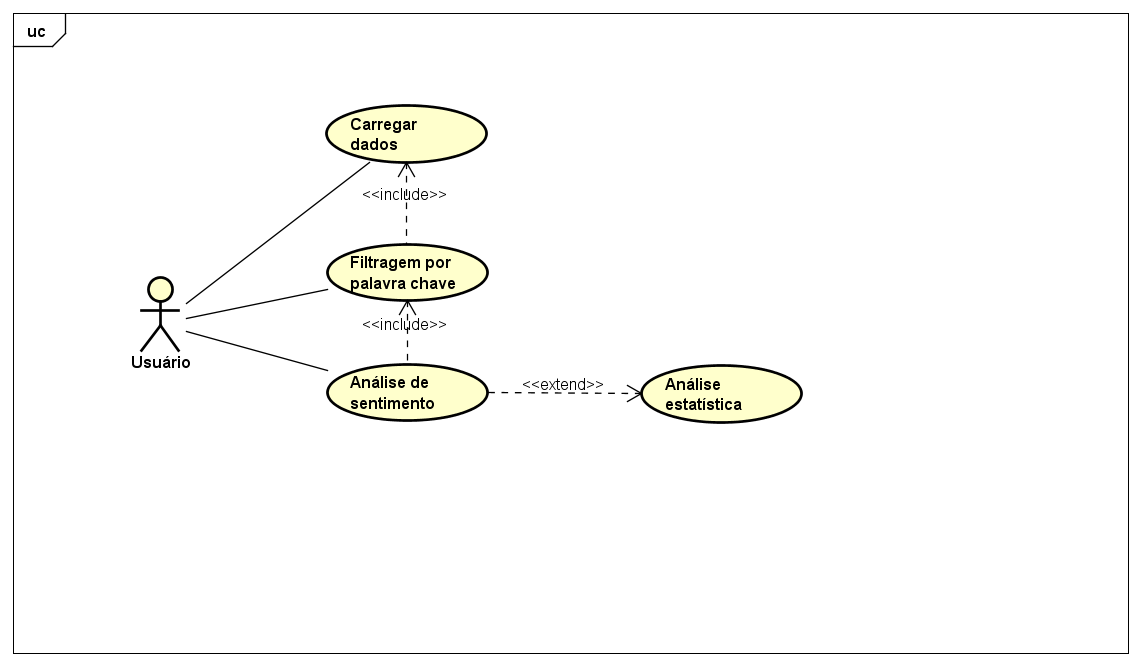 uc
Carregar
dados
<<include>>
Filtragem por
palavra chave
<<include>>
Usuário
Análise de
sentimento
<<extend>>
Análise
estatística